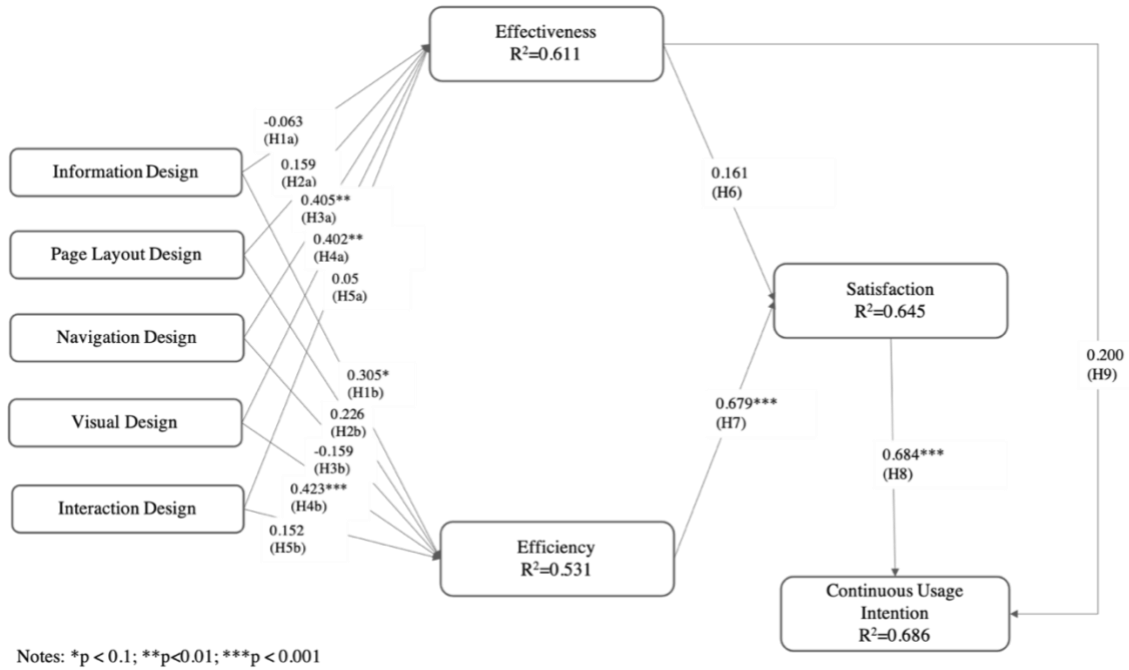 Effectiveness
R²=0.611
-0.063
(H1a)
Information Design
0.159
(H2a)
0.161
(H6)
0.405**
(H3a)
Page Layout Design
0.402**
(H4a)
0.05
(H5a)
Satisfaction
R²=0.645
Navigation Design
0.200
(H9)
0.305*
(H1b)
Visual Design
0.226
(H2b)
0.679***
(H7)
-0.159
(H3b)
0.684***
(H8)
0.423***
(H4b)
Interaction Design
0.152
(H5b)
Efficiency
R²=0.531
Continuous Usage
Intention
R²=0.686
Notes: *p < 0.1; **p<0.01; ***p < 0.001